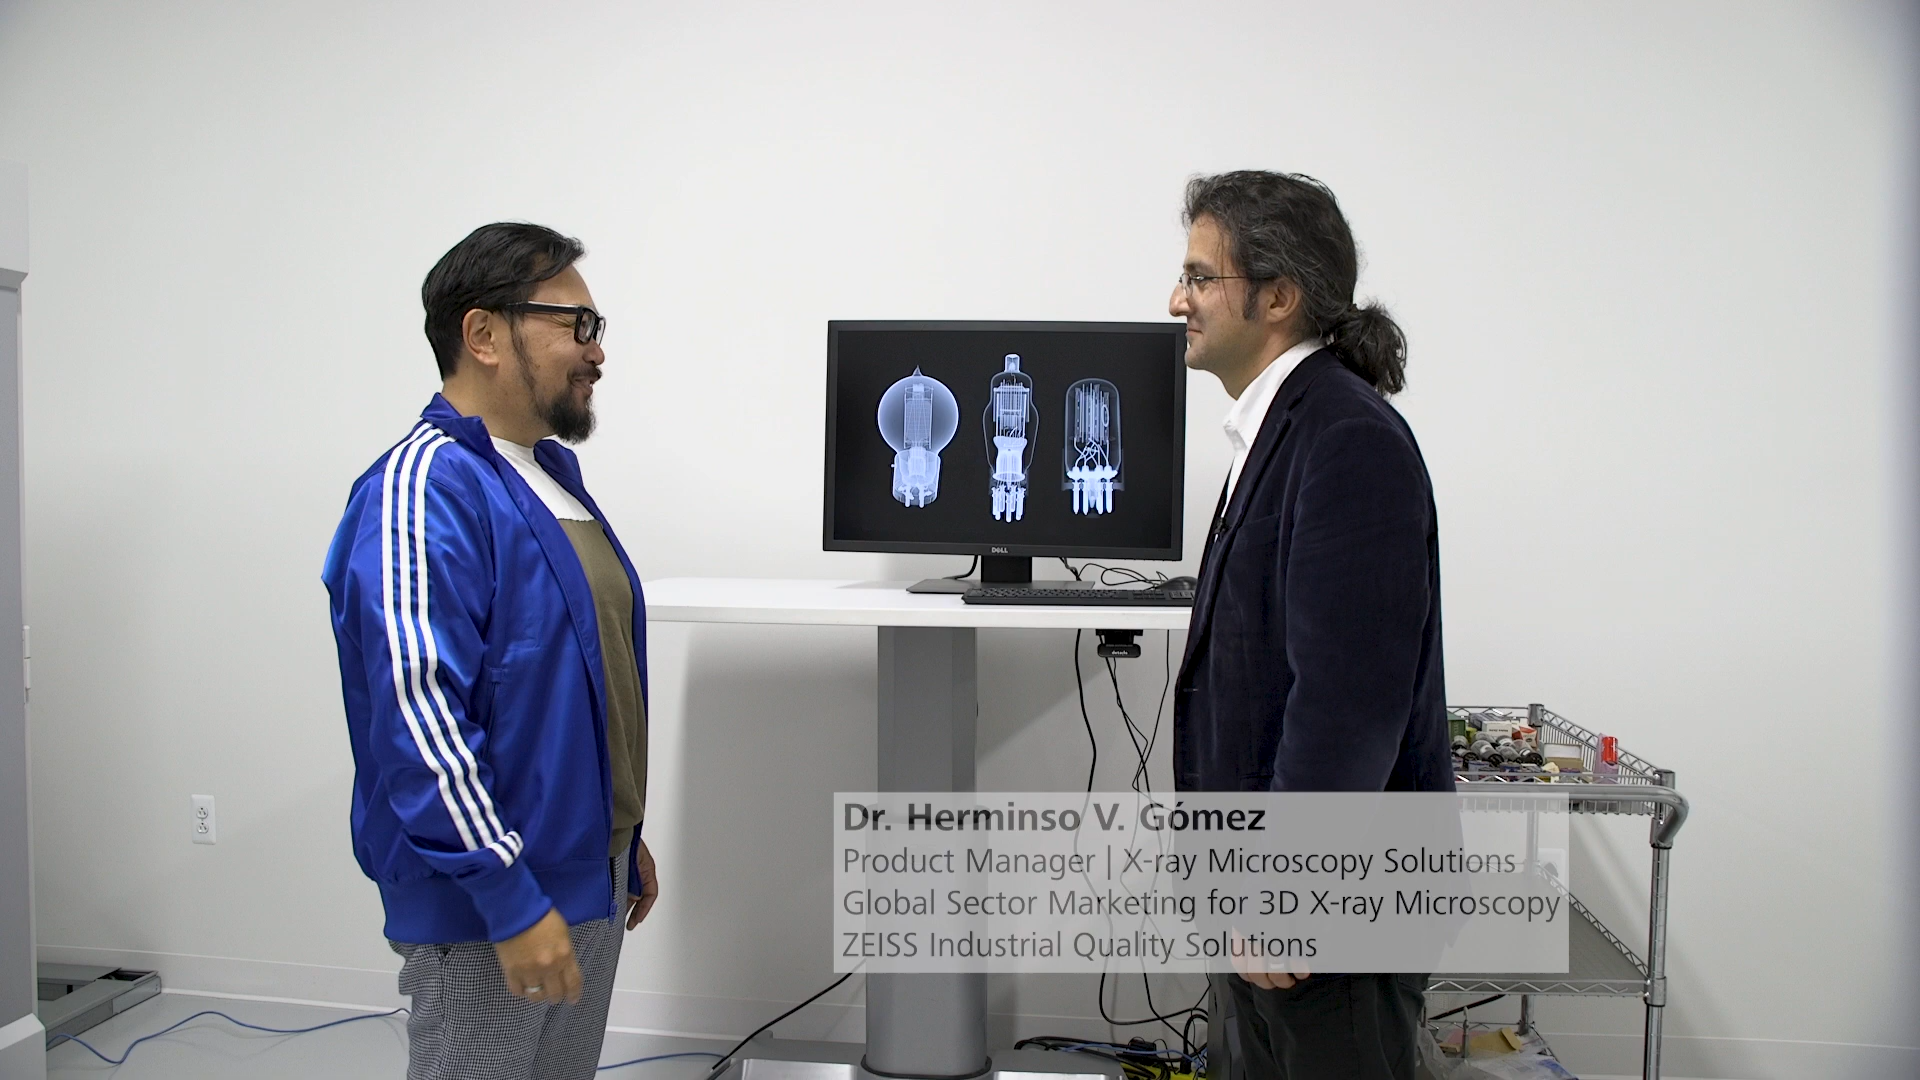 DELL
Dr. Herminso V. Gómez
Product Manager | X-ray Microscopy Solutions
Global Sector Marketing for 3D X-ray Microscopy
ZEISS Industrial Quality Solutions